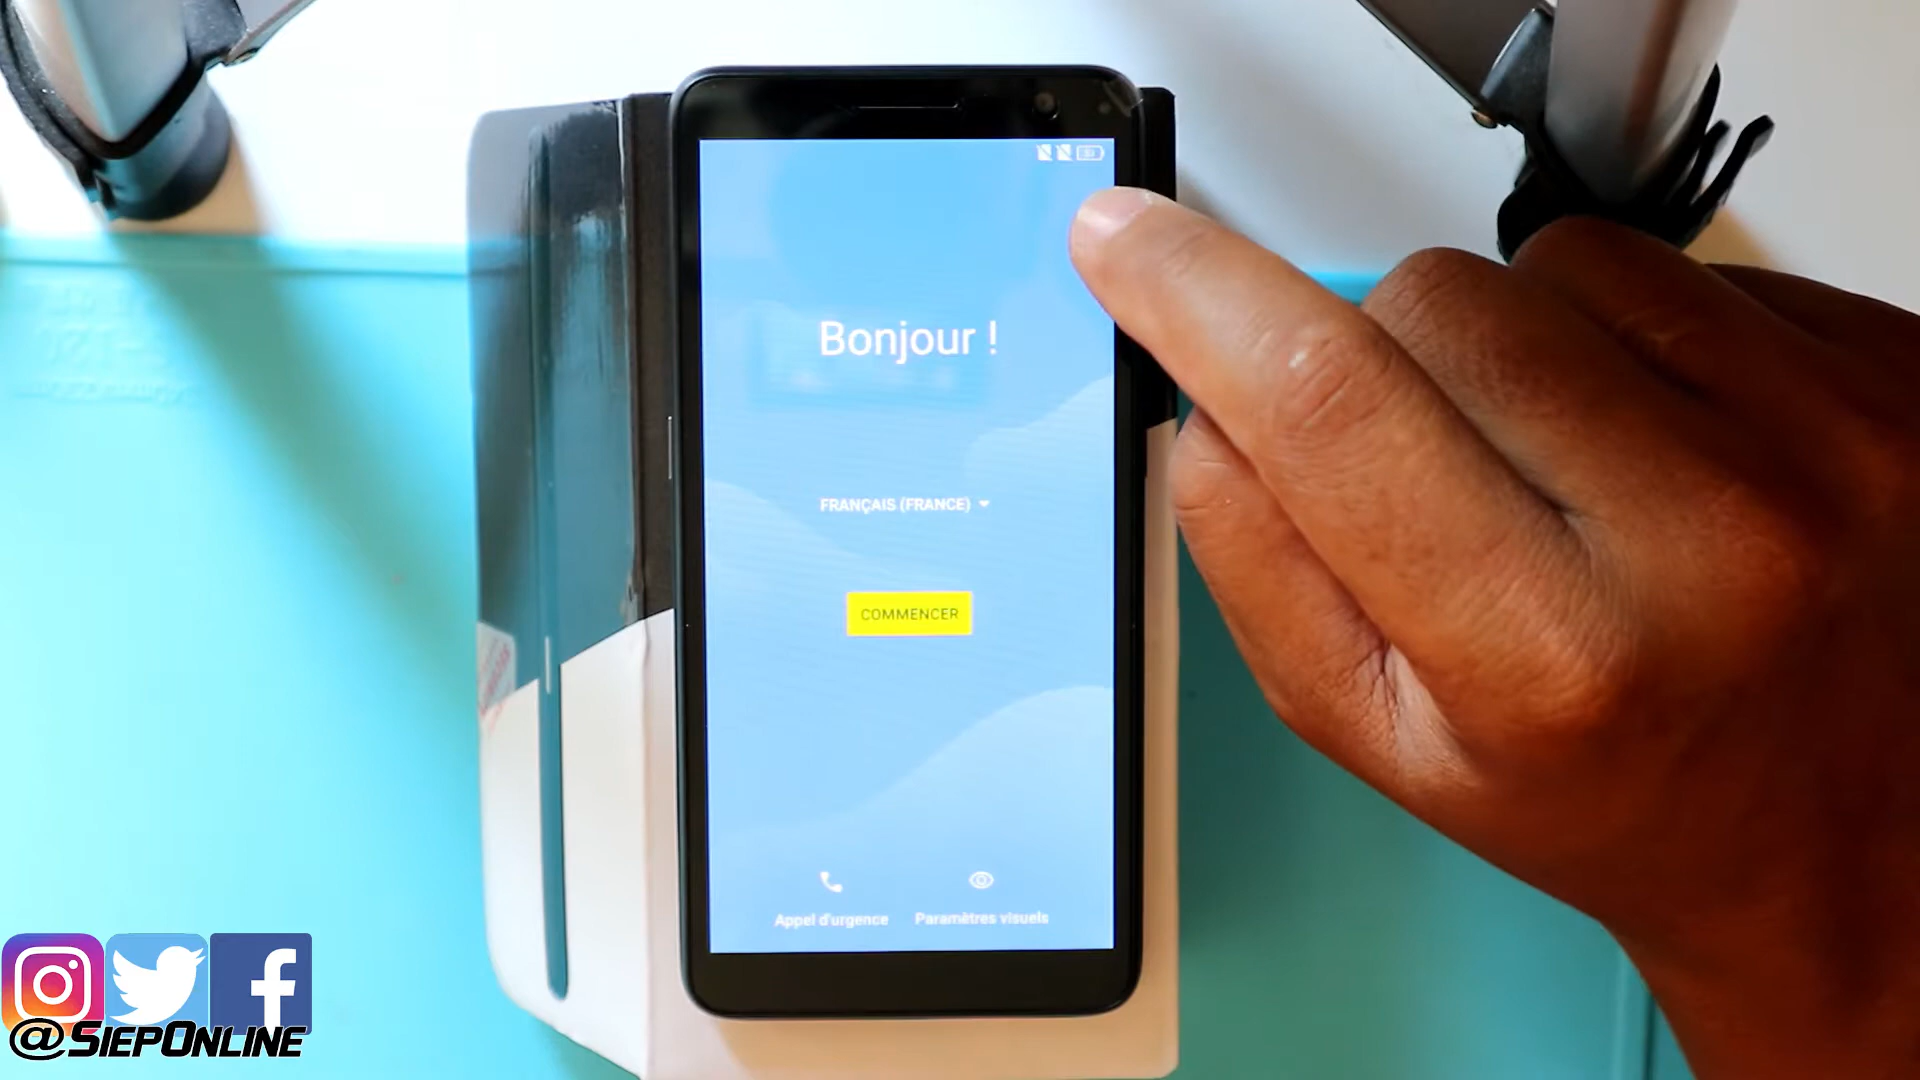 Bonjour !
FRANÇAIS (FRANCE)
COMMENCER
Appel d'urgence
Paramètres visuels
@SiepOnline